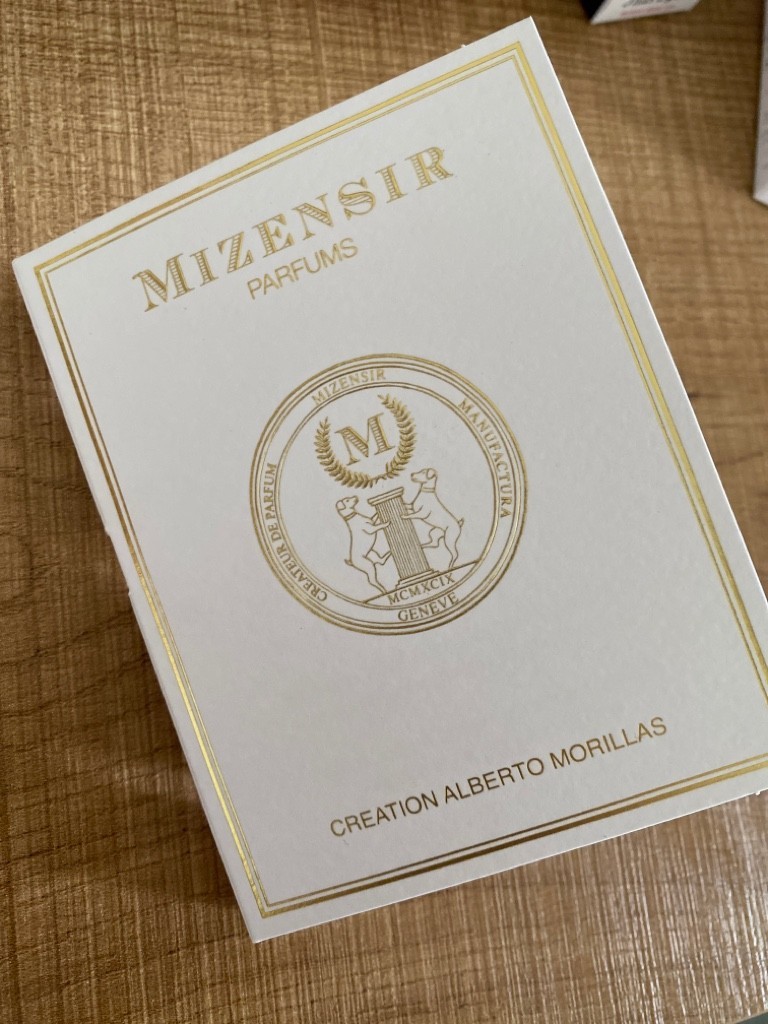 MIZENSIR
PARFUMS
MIZENSIR
MANUFACTURA
CREATEUR DE PARFUM
M
MCMXCIX
GENEVE
CREATION ALBERTO MORILLAS